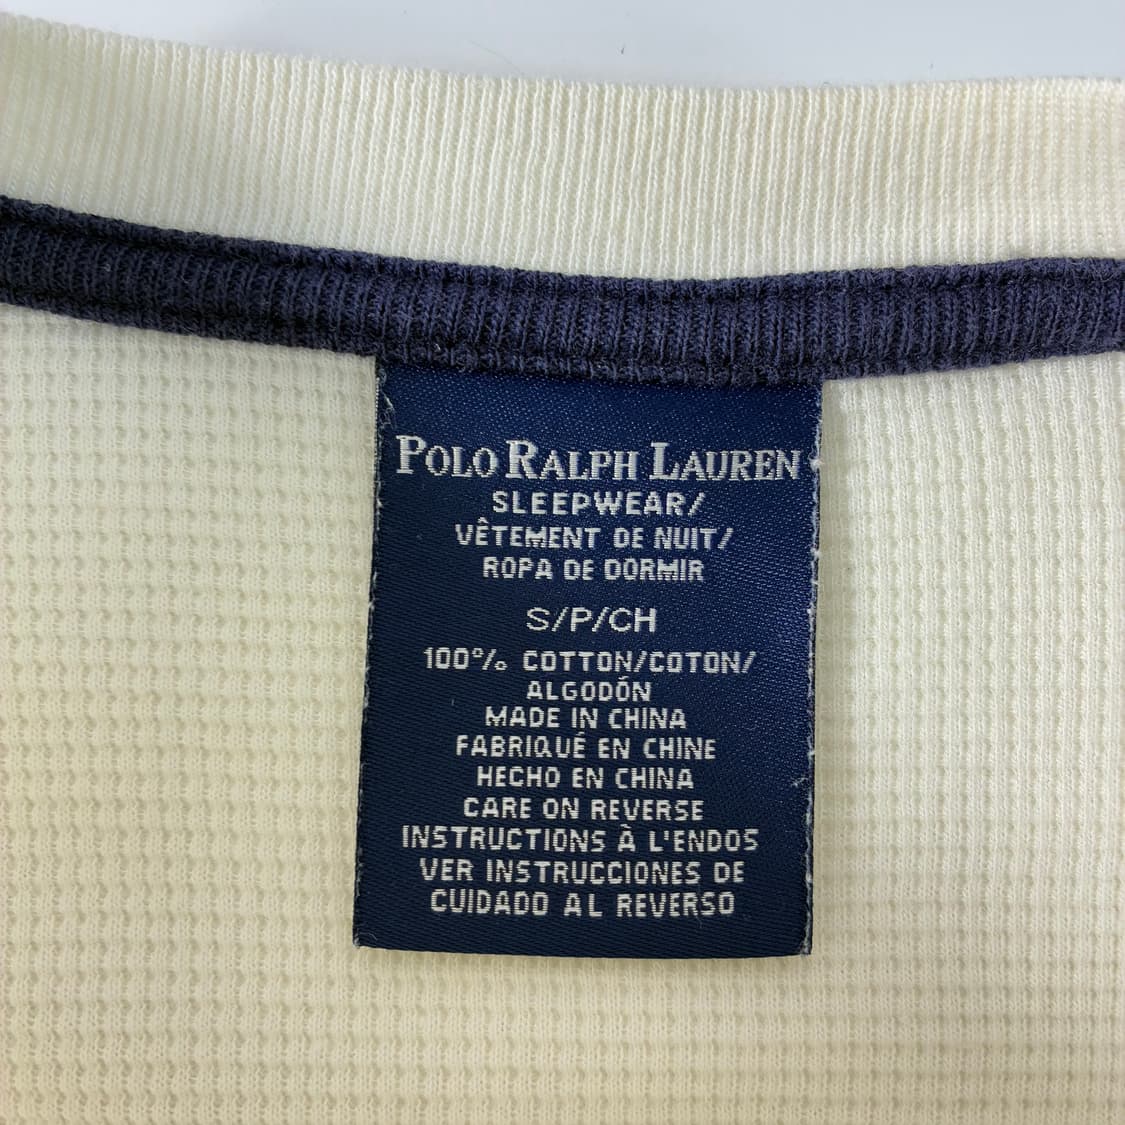 POLO RALPH LAUREN
SLEEPWEAR/
VÊTEMENT DE NUIT/
ROPA DE DORMIR
S/P/CH
100% COTTON/COTON/
ALGODÓN
MADE IN CHINA
FABRIQUÉ EN CHINE
HECHO EN CHINA
CARE ON REVERSE
INSTRUCTIONS À L'ENDOS
VER INSTRUCCIONES DE
CUIDADO AL REVERSO